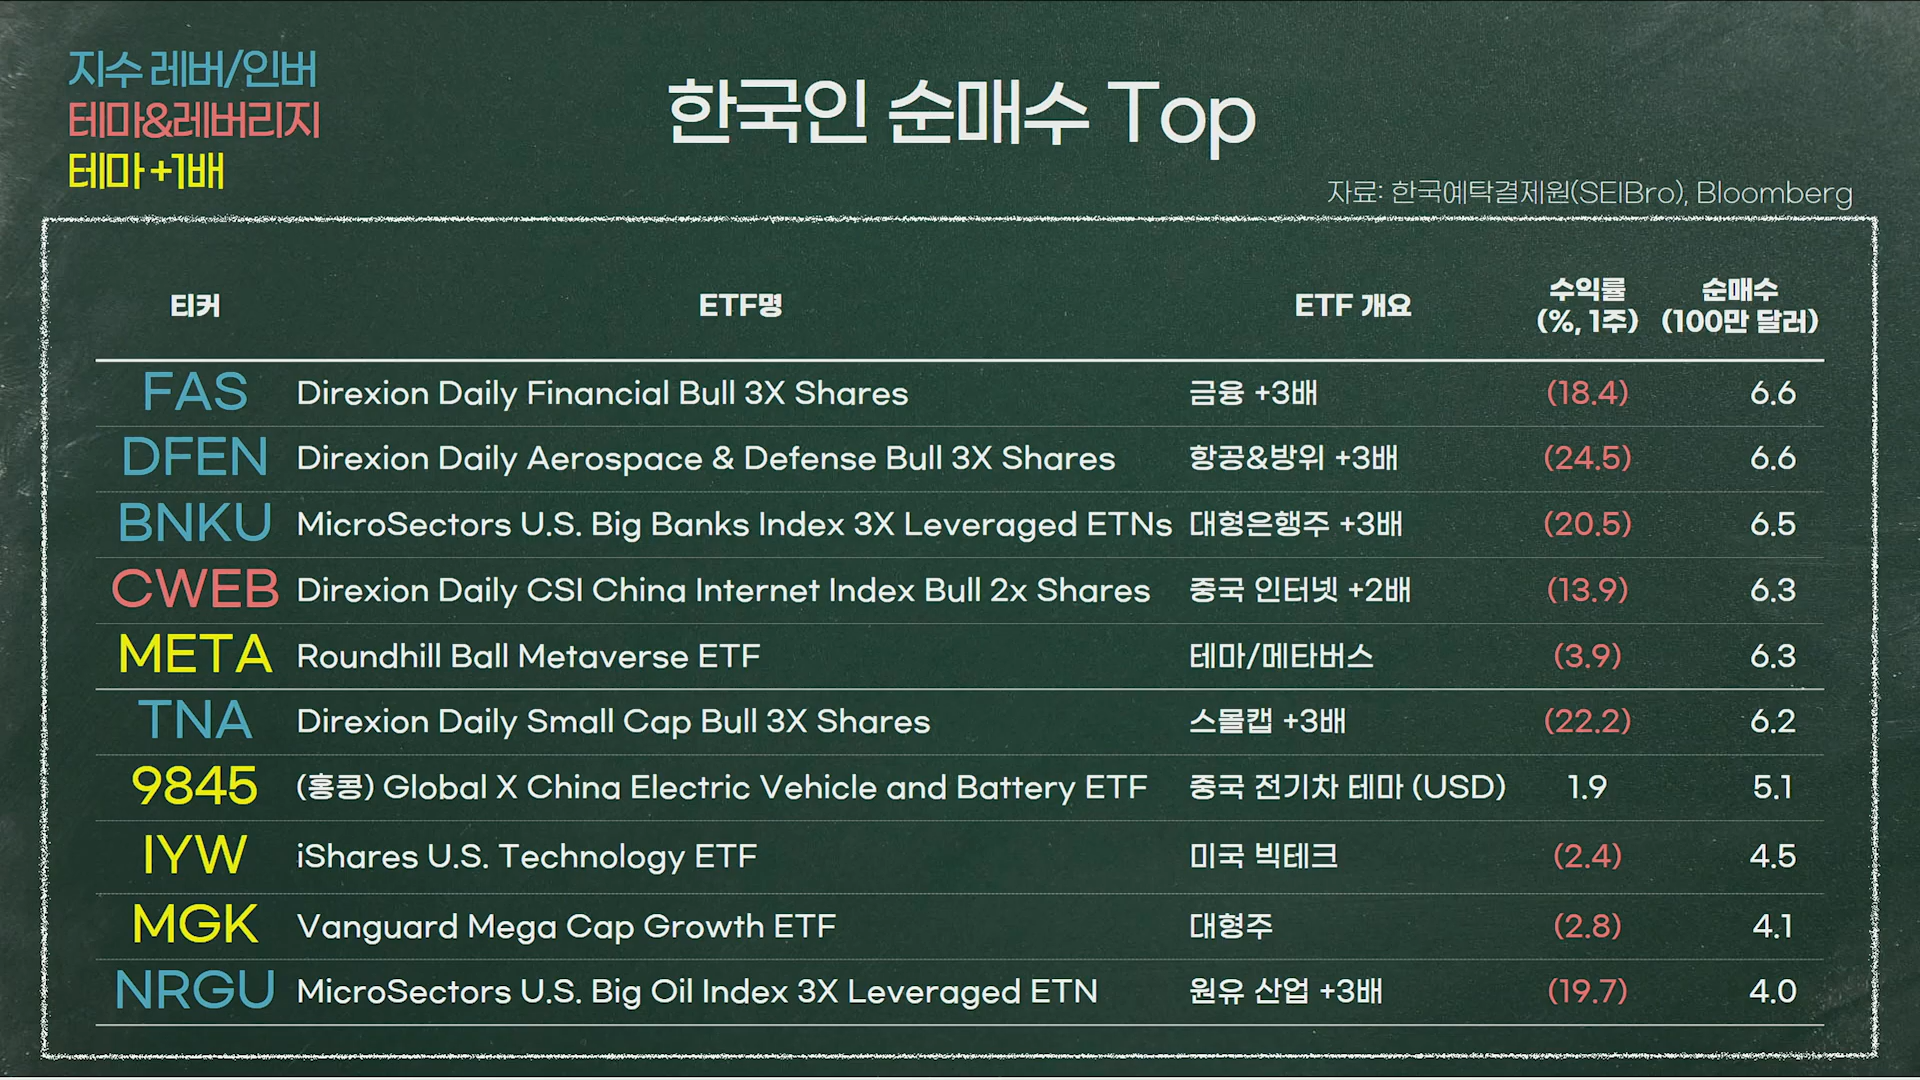 지수 레버/인버
테마&레버리지
테마 +1배
한국인 순매수 Top
자료: 한국예탁결제원(SEIBro), Bloomberg
티커 ETF명 ETF 개요 수익률 (%, 1주) 순매수 (100만 달러)
FAS Direxion Daily Financial Bull 3X Shares 금융 +3배 (18.4) 6.6
DFEN Direxion Daily Aerospace & Defense Bull 3X Shares 항공&방위 +3배 (24.5) 6.6
BNKU MicroSectors U.S. Big Banks Index 3X Leveraged ETNs 대형은행주 +3배 (20.5) 6.5
CWEB Direxion Daily CSI China Internet Index Bull 2x Shares 중국 인터넷 +2배 (13.9) 6.3
META Roundhill Ball Metaverse ETF 테마/메타버스 (3.9) 6.3
TNA Direxion Daily Small Cap Bull 3X Shares 스몰캡 +3배 (22.2) 6.2
9845 (홍콩) Global X China Electric Vehicle and Battery ETF 중국 전기차 테마 (USD) 1.9 5.1
IYW iShares U.S. Technology ETF 미국 빅테크 (2.4) 4.5
MGK Vanguard Mega Cap Growth ETF 대형주 (2.8) 4.1
NRGU MicroSectors U.S. Big Oil Index 3X Leveraged ETN 원유 산업 +3배 (19.7) 4.0